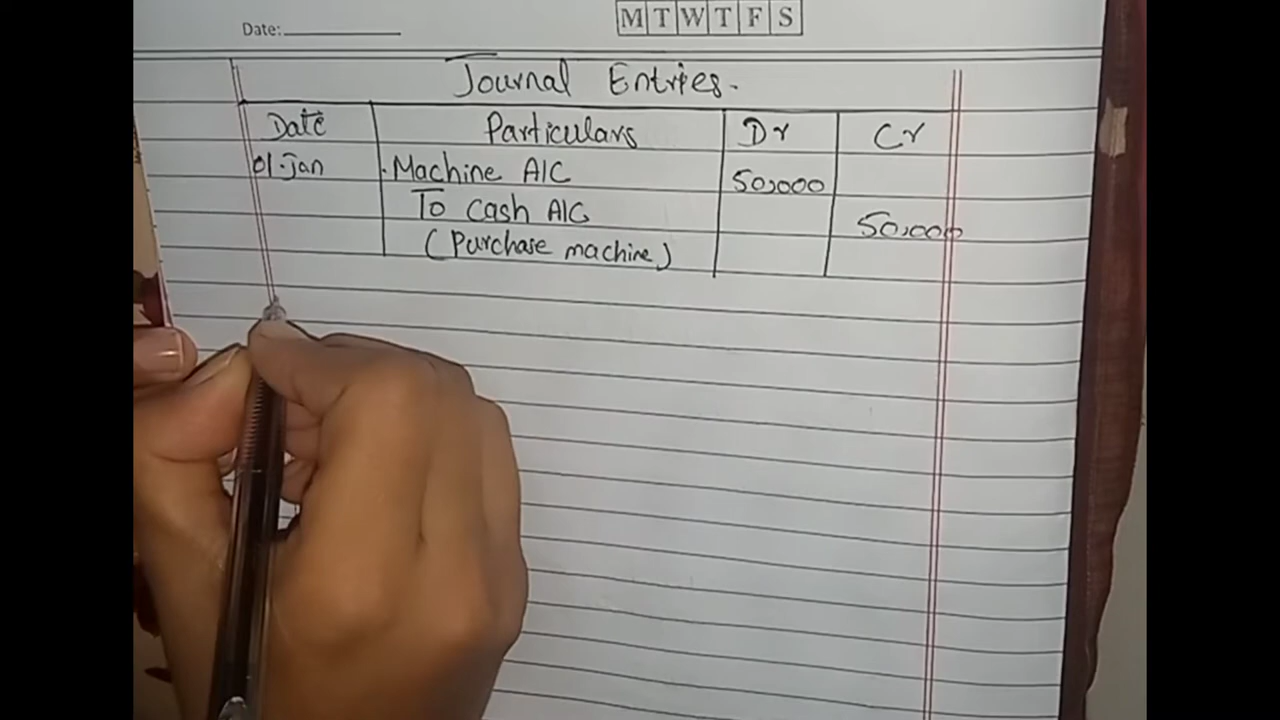 Date:
M T W T F S
Journal Entries.
Date Particulars Dr Cr
01.Jan Machine A/C 50,000
To Cash A/C 50,000
(Purchase machine)